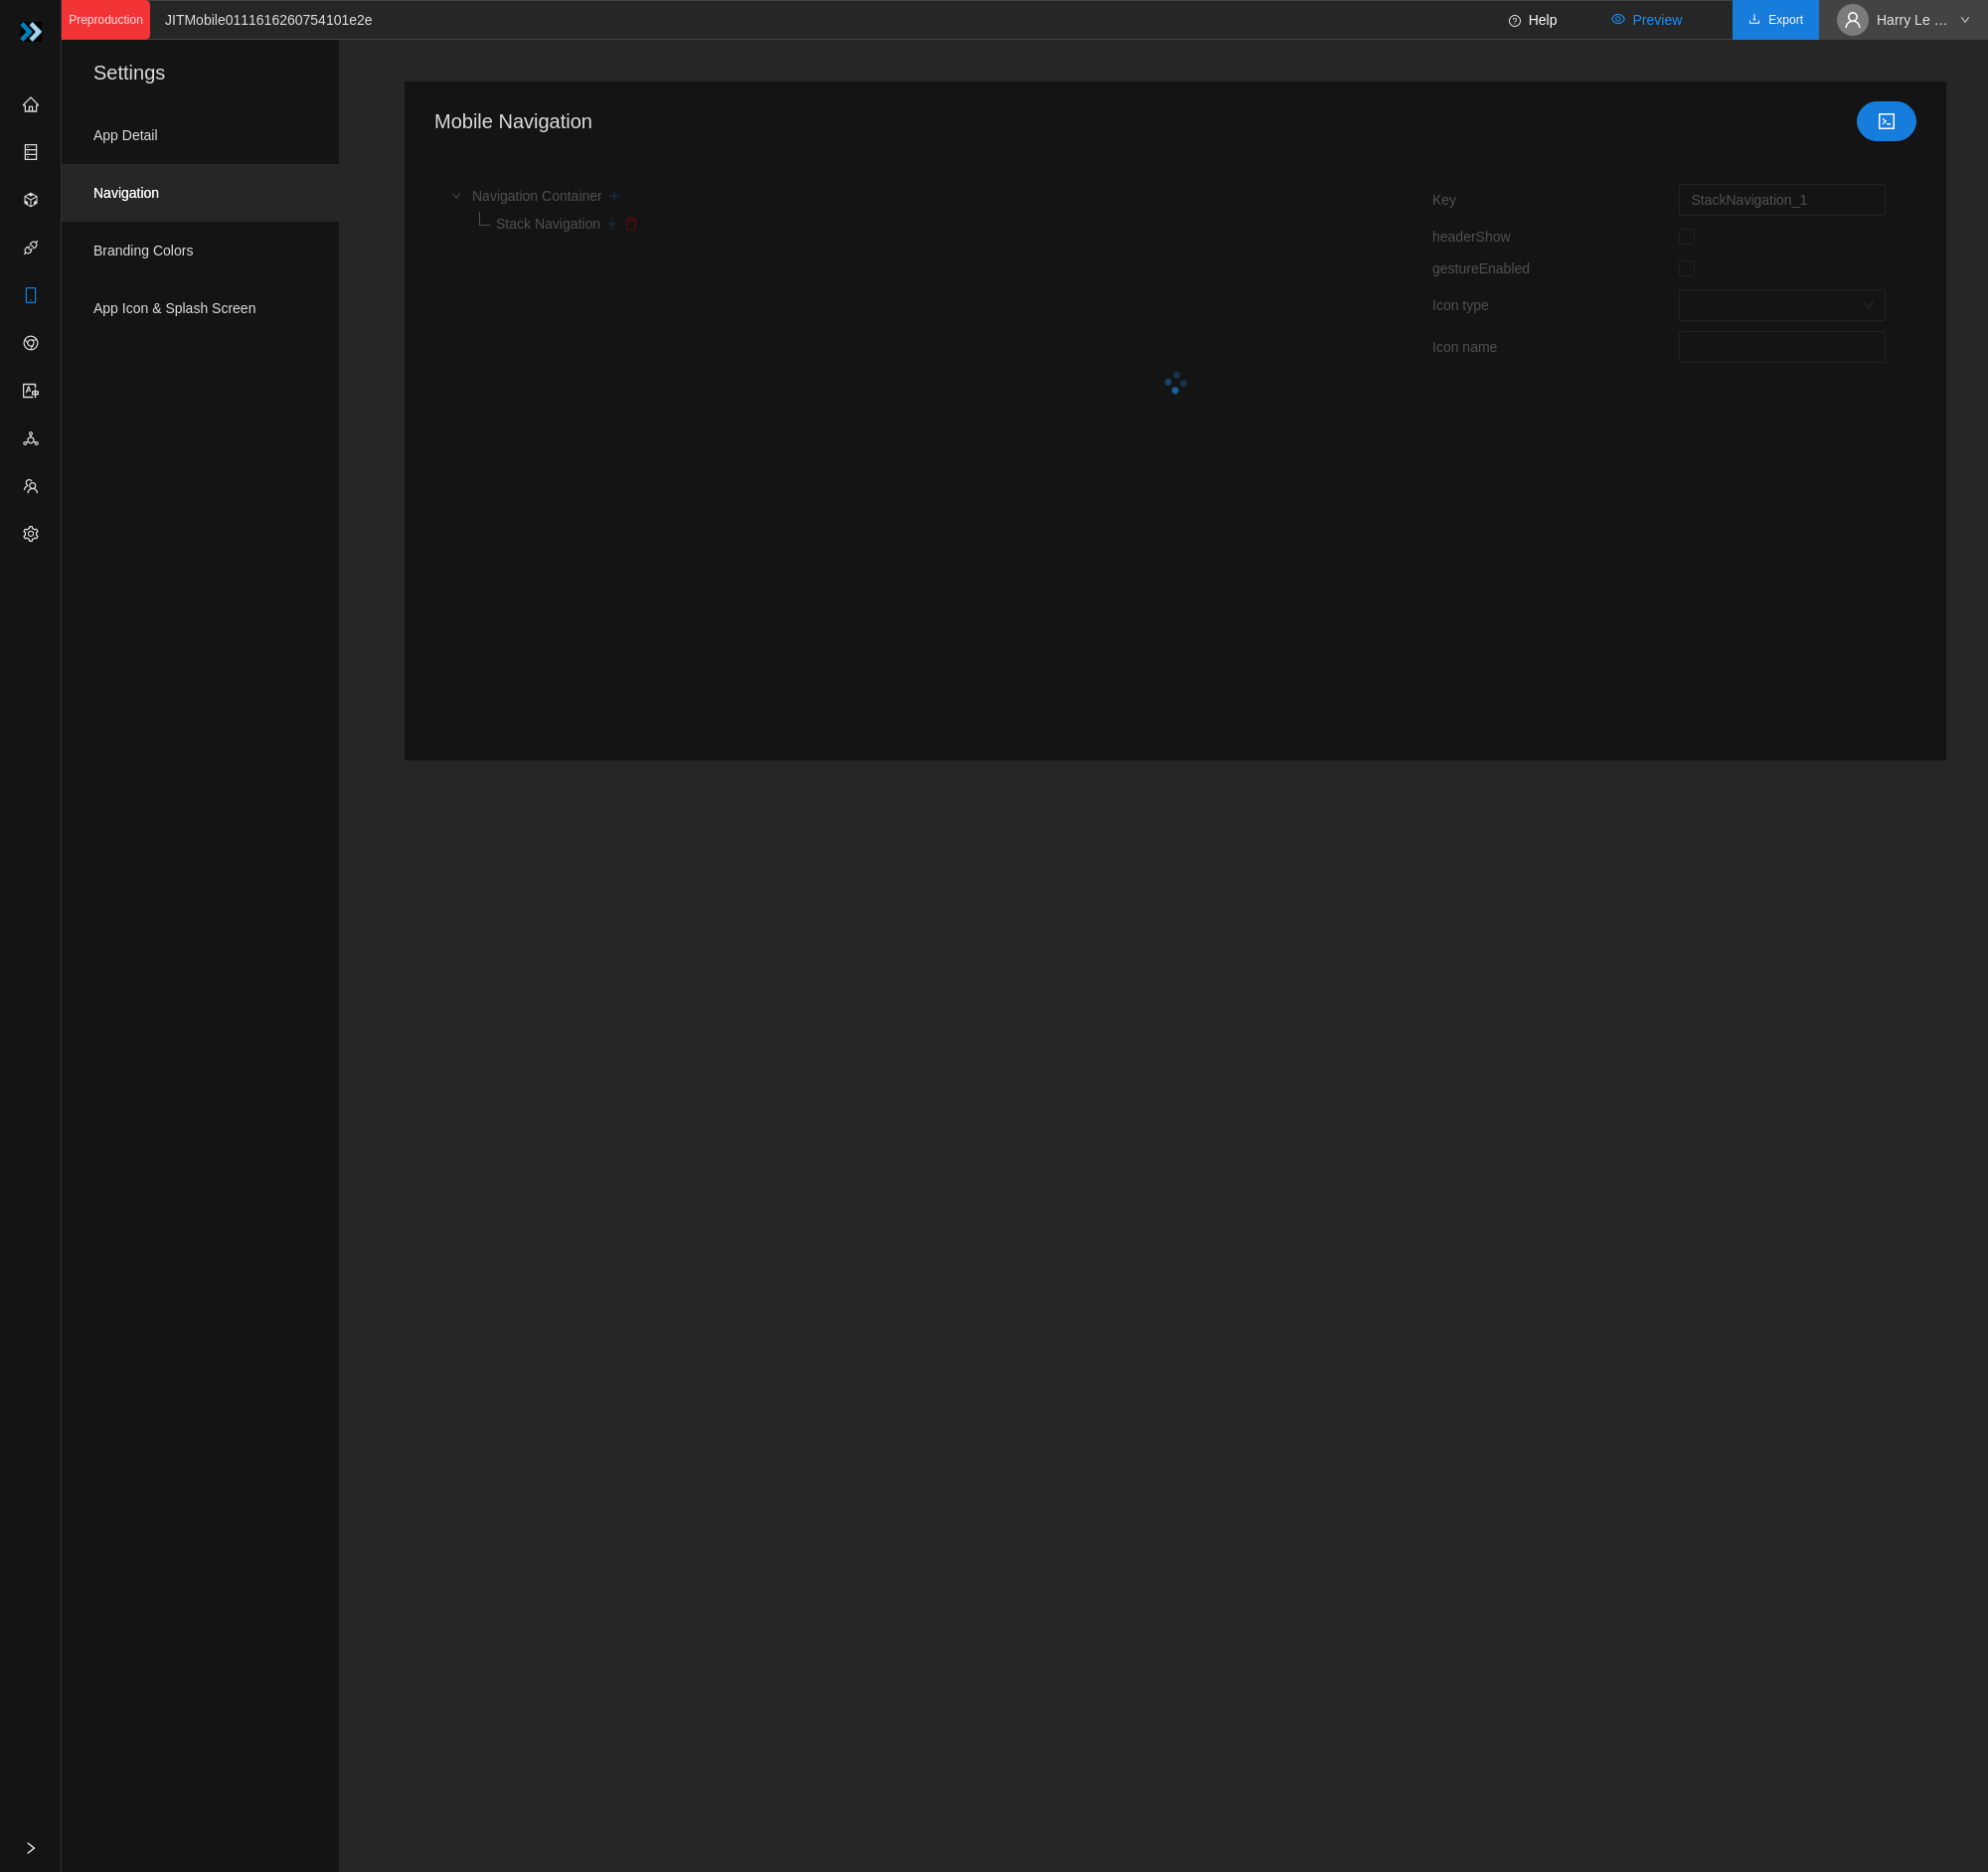 Preproduction
JITMobile0111616260754101e2e
Help
Preview
Export
Harry Le ...
Settings
App Detail
Navigation
Branding Colors
App Icon & Splash Screen
Mobile Navigation
Navigation Container
Stack Navigation
Key
StackNavigation_1
headerShow
gestureEnabled
Icon type
Icon name